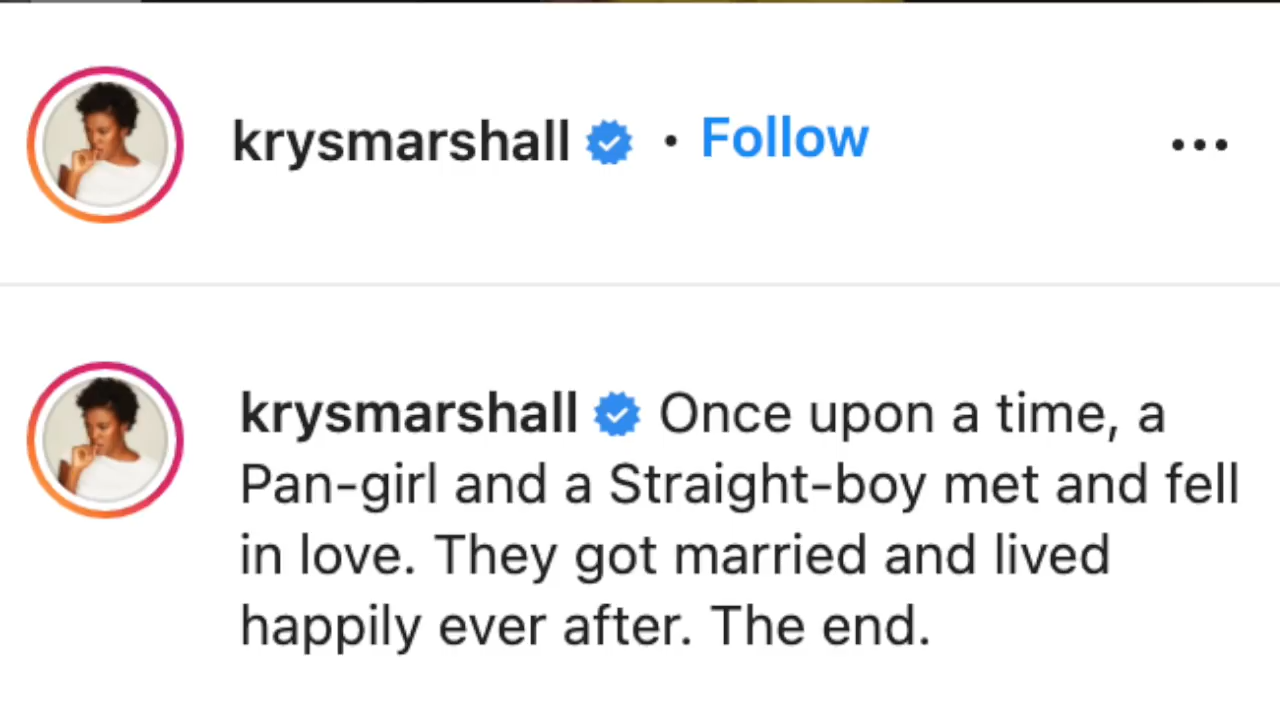 krysmarshall • Follow
krysmarshall Once upon a time, a
Pan-girl and a Straight-boy met and fell
in love. They got married and lived
happily ever after. The end.